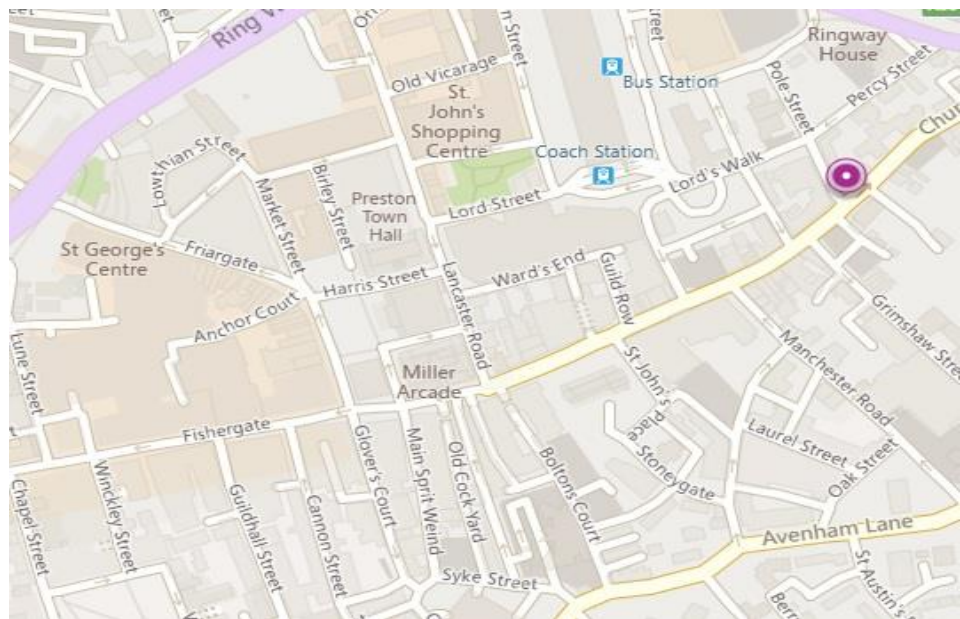 Ring
Ringway
House
Old Vicarage
St.
John's
Shopping
Centre
Bus Station
Pole Street
Percy Street
Coach Station
Lord's Walk
Street
Market Street
Birley Street
Preston
Town
Hall
Lord Street
St George's
Centre
Friargate
Harris Street
Ward's End
Guild Row
Anchor Court
Lancaster Road
Grimshaw Street
Lune Street
Miller
Arcade
St John's Place
Manchester Road
Fishergate
Glover's Court
Main Sprit Weind
Old Cock Yard
Boltons Court
Stoneygate
Laurel Street
Oak Street
Chapel Street
Winckley Street
Guildhall Street
Cannon Street
Avenham Lane
Syke Street
St Austin's